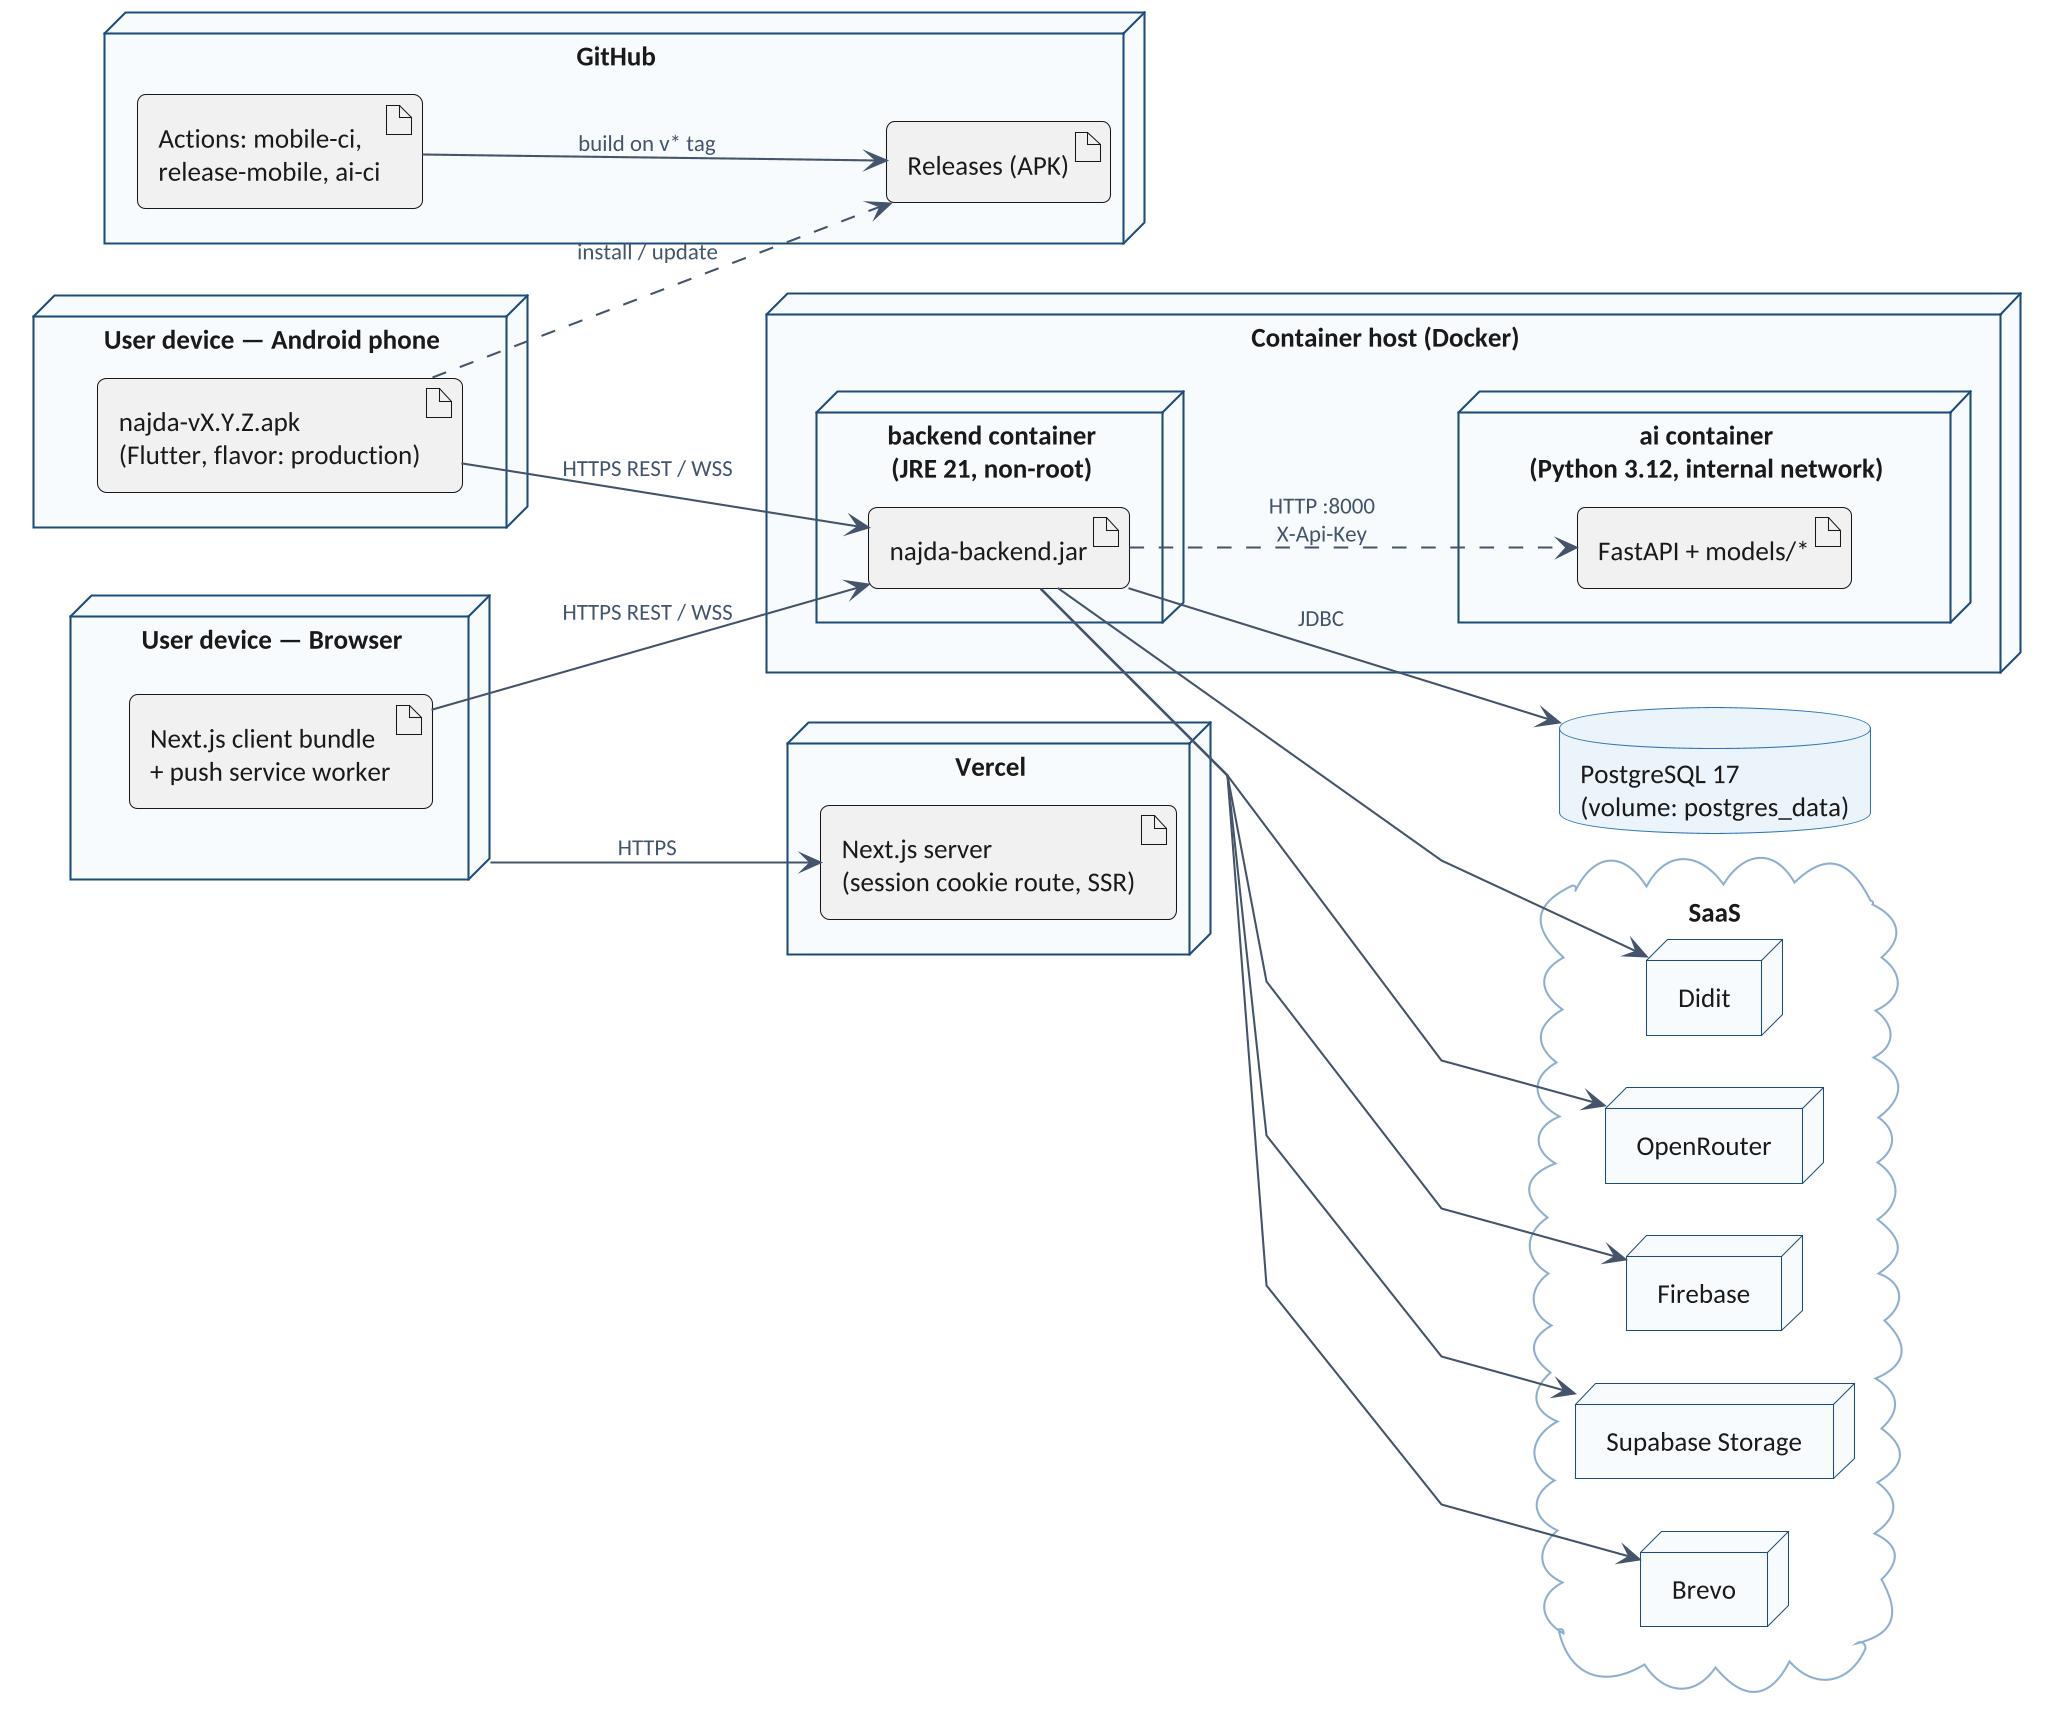 GitHub
Actions: mobile-ci,
release-mobile, ai-ci
build on v* tag
Releases (APK)
install / update
User device — Android phone
najda-vX.Y.Z.apk
(Flutter, flavor: production)
HTTPS REST / WSS
Container host (Docker)
backend container
(JRE 21, non-root)
najda-backend.jar
HTTP :8000
X-Api-Key
ai container
(Python 3.12, internal network)
FastAPI + models/*
User device — Browser
Next.js client bundle
+ push service worker
HTTPS REST / WSS
JDBC
HTTPS
Vercel
Next.js server
(session cookie route, SSR)
PostgreSQL 17
(volume: postgres_data)
SaaS
Didit
OpenRouter
Firebase
Supabase Storage
Brevo